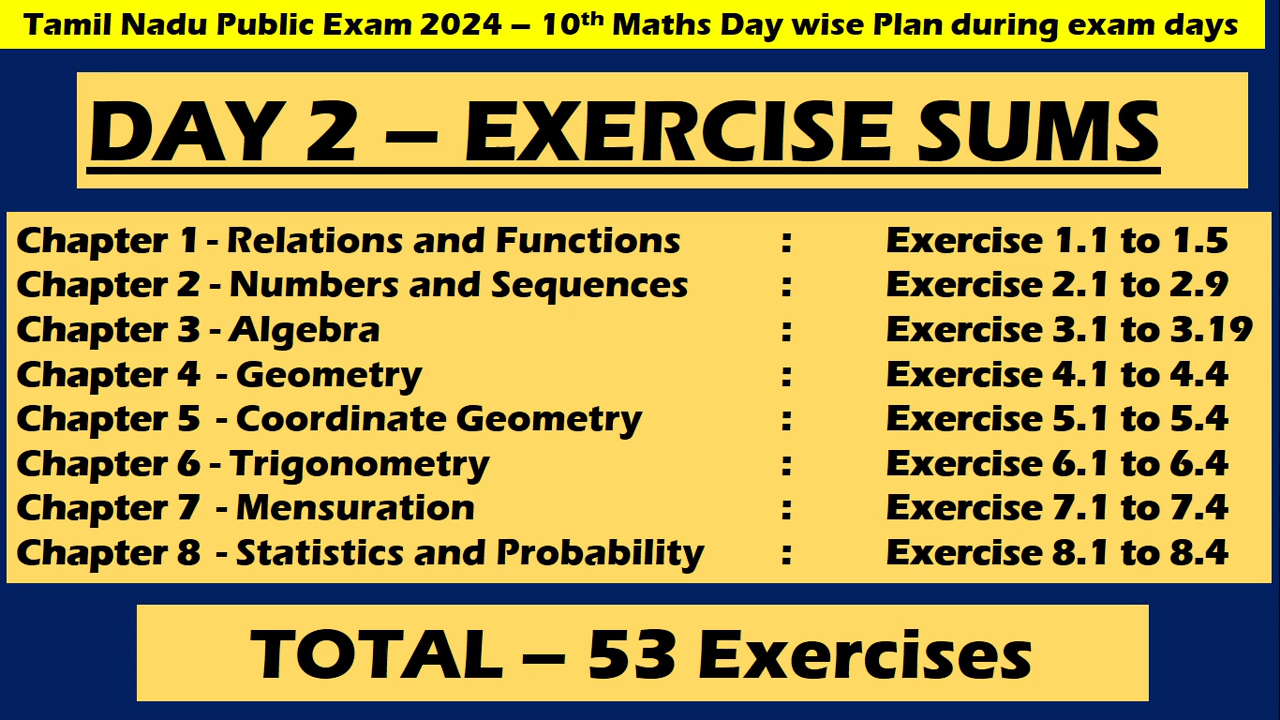 Tamil Nadu Public Exam 2024 – 10th Maths Day wise Plan during exam days
DAY 2 – EXERCISE SUMS
Chapter 1 - Relations and Functions : Exercise 1.1 to 1.5
Chapter 2 - Numbers and Sequences : Exercise 2.1 to 2.9
Chapter 3 - Algebra : Exercise 3.1 to 3.19
Chapter 4 - Geometry : Exercise 4.1 to 4.4
Chapter 5 - Coordinate Geometry : Exercise 5.1 to 5.4
Chapter 6 - Trigonometry : Exercise 6.1 to 6.4
Chapter 7 - Mensuration : Exercise 7.1 to 7.4
Chapter 8 - Statistics and Probability : Exercise 8.1 to 8.4
TOTAL – 53 Exercises